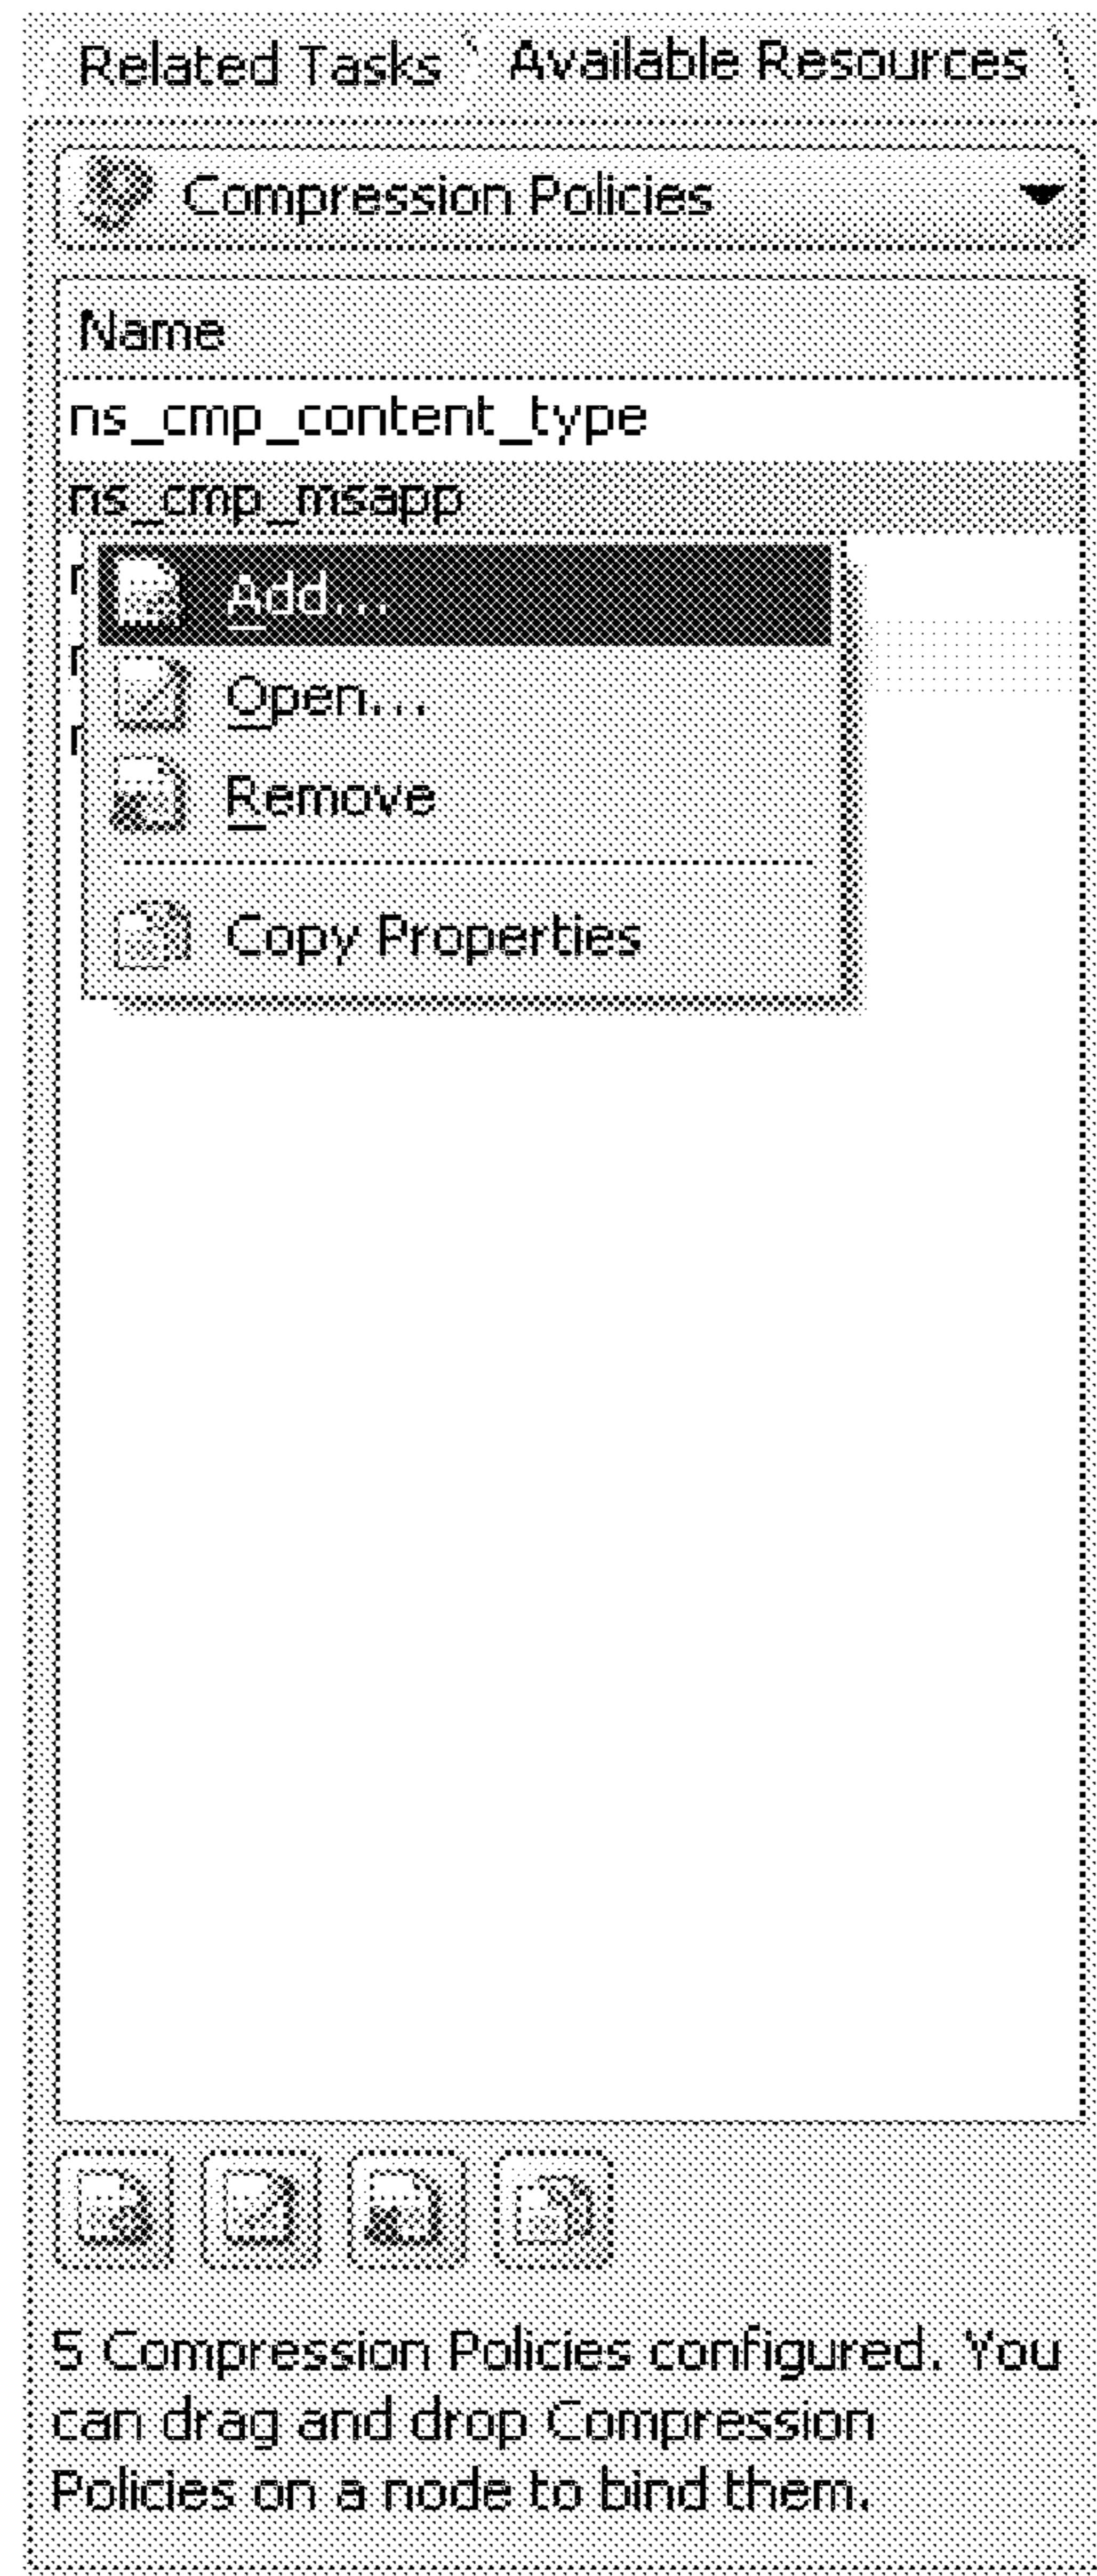 Related Tasks Available Resources
Compression Policies
Name
ns_cmp_content_type
ns_cmp_msapp
Add...
Open...
Remove
Copy Properties
5 Compression Policies configured. You
can drag and drop Compression
Policies on a node to bind them.